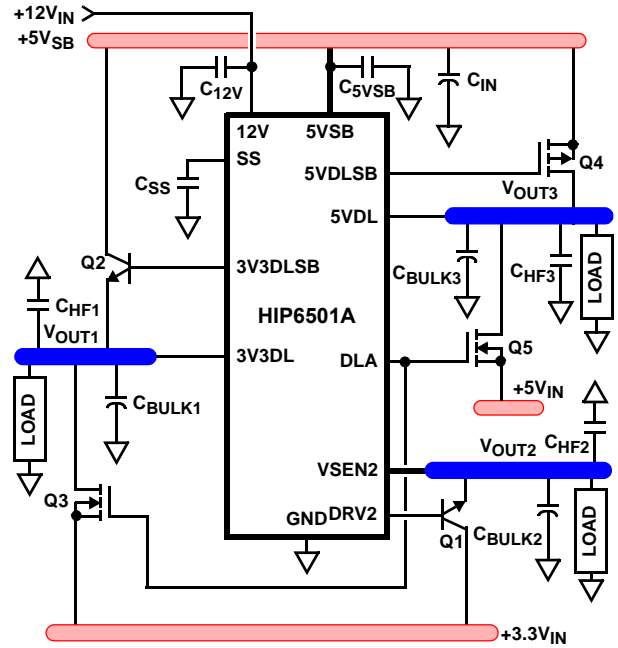 +12VIN
+5VSB
C12V
C5VSB
CIN
12V
5VSB
SS
CSS
5VDLSB
Q4
VOUT3
5VDL
Q2
3V3DLSB
CBULK3
CHF3
LOAD
CHF1
HIP6501A
VOUT1
3V3DL
DLA
Q5
LOAD
CBULK1
+5VIN
VOUT2
CHF2
VSEN2
Q3
GND
DRV2
Q1
CBULK2
LOAD
+3.3VIN